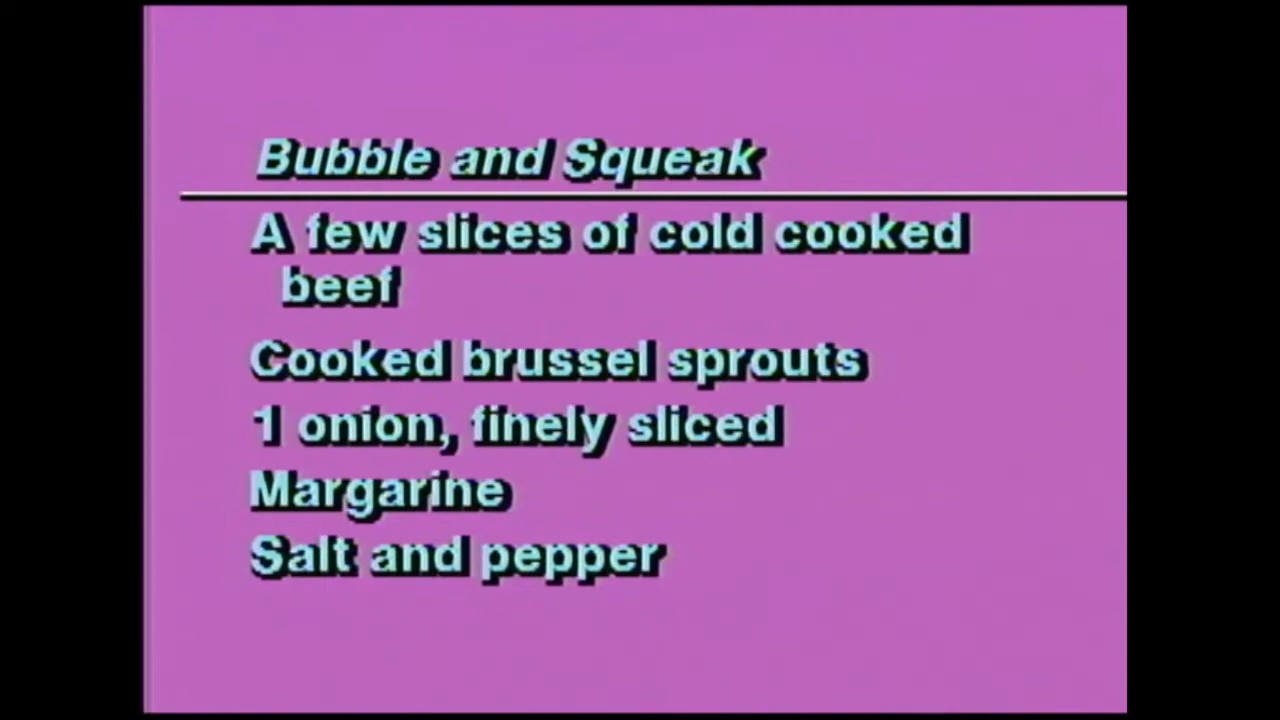 Bubble and Squeak
A few slices of cold cooked
beef
Cooked brussel sprouts
1 onion, finely sliced
Margarine
Salt and pepper